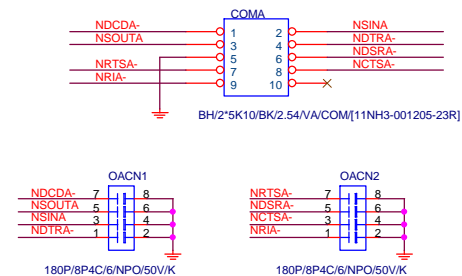 COMA
NDCDA- 1 2 NSINA
NSOUTA 3 4 NDTRA-
5 6 NDSRA-
NRTSA- 7 8 NCTSA-
NRIA- 9 10
BH/2*5K10/BK/2.54/VA/COM/[11NH3-001205-23R]
OACN1
NDCDA- 7 8
NSOUTA 5 6
NSINA 3 4
NDTRA- 1 2
180P/8P4C/6/NPO/50V/K
OACN2
NRTSA- 7 8
NDSRA- 5 6
NCTSA- 3 4
NRIA- 1 2
180P/8P4C/6/NPO/50V/K